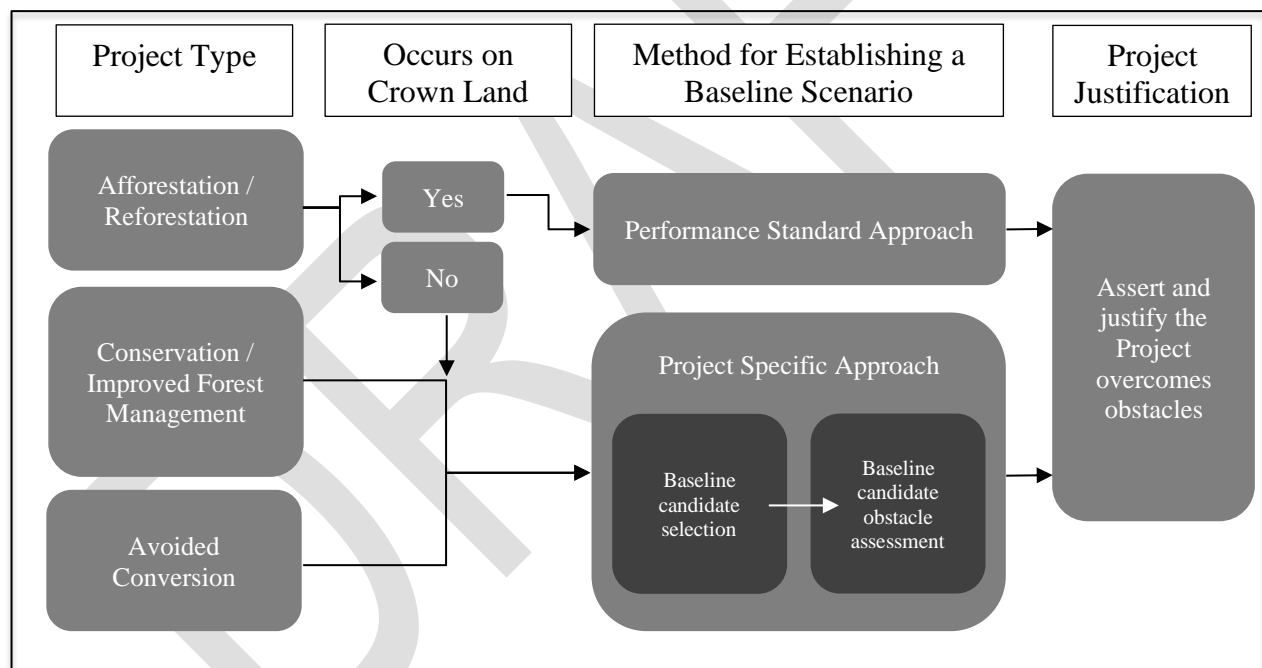 Project Type
Occurs on
Crown Land
Method for Establishing a
Baseline Scenario
Project
Justification
Afforestation /
Reforestation
Yes
No
Performance Standard Approach
Conservation /
Improved Forest
Management
Project Specific Approach
Baseline
candidate
selection
Baseline
candidate
obstacle
assessment
Avoided
Conversion
Assert and
justify the
Project
overcomes
obstacles